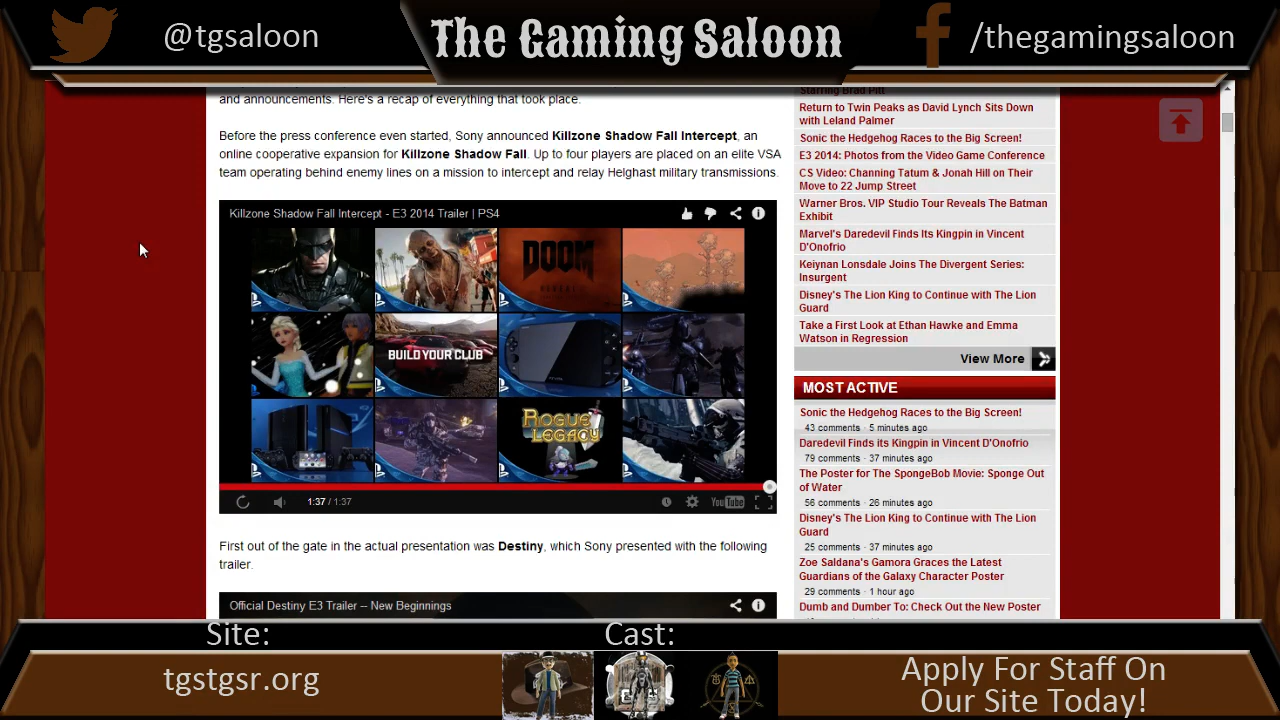 @tgsaloon
The Gaming Saloon
/thegamingsaloon
and announcements. Here's a recap of everything that took place.
Before the press conference even started, Sony announced Killzone Shadow Fall Intercept, an
online cooperative expansion for Killzone Shadow Fall. Up to four players are placed on an elite VSA
team operating behind enemy lines on a mission to intercept and relay Helghast military transmissions.
Killzone Shadow Fall Intercept - E3 2014 Trailer | PS4
DOOM
BUILD YOUR CLUB
ROGUE
LEGACY
1:37 / 1:37
YouTube
First out of the gate in the actual presentation was Destiny, which Sony presented with the following
trailer.
Official Destiny E3 Trailer -- New Beginnings
Starring Brad Pitt
Return to Twin Peaks as David Lynch Sits Down
with Leland Palmer
Sonic the Hedgehog Races to the Big Screen!
E3 2014: Photos from the Video Game Conference
CS Video: Channing Tatum & Jonah Hill on Their
Move to 22 Jump Street
Warner Bros. VIP Studio Tour Reveals The Batman
Exhibit
Marvel's Daredevil Finds Its Kingpin in Vincent
D'Onofrio
Keiynan Lonsdale Joins The Divergent Series:
Insurgent
Disney's The Lion King to Continue with The Lion
Guard
Take a First Look at Ethan Hawke and Emma
Watson in Regression
View More
MOST ACTIVE
Sonic the Hedgehog Races to the Big Screen!
43 comments · 5 minutes ago
Daredevil Finds its Kingpin in Vincent D'Onofrio
79 comments · 37 minutes ago
The Poster for The SpongeBob Movie: Sponge Out
of Water
56 comments · 26 minutes ago
Disney's The Lion King to Continue with The Lion
Guard
25 comments · 37 minutes ago
Zoe Saldana's Gamora Graces the Latest
Guardians of the Galaxy Character Poster
29 comments · 1 hour ago
Dumb and Dumber To: Check Out the New Poster
Site:
tgstgsr.org
Cast:
Apply For Staff On
Our Site Today!